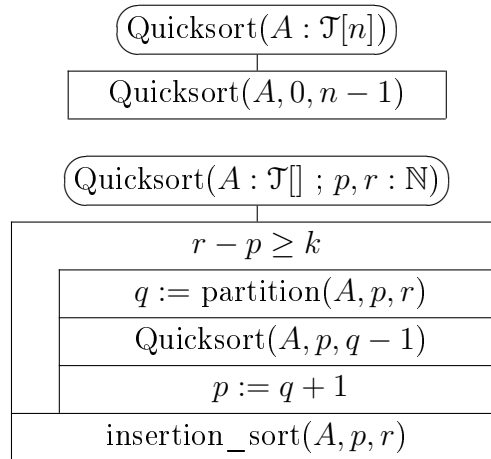 Quicksort(A : 𝒯[n])
Quicksort(A, 0, n − 1)
Quicksort(A : 𝒯[] ; p, r : ℕ)
r − p ≥ k
q := partition(A, p, r)
Quicksort(A, p, q − 1)
p := q + 1
insertion_sort(A, p, r)